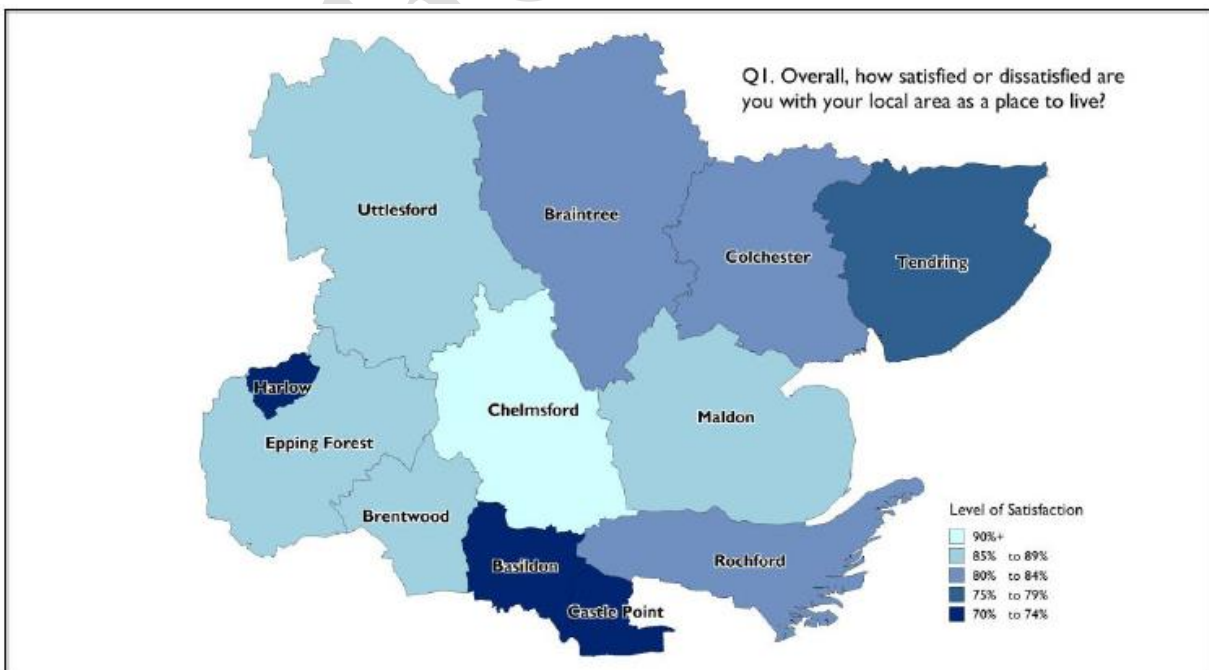 Q1. Overall, how satisfied or dissatisfied are
you with your local area as a place to live?
Uttlesford
Braintree
Colchester
Tendring
Harlow
Chelmsford
Maldon
Epping Forest
Brentwood
Basildon
Rochford
Castle Point
Level of Satisfaction
90%+
85% to 89%
80% to 84%
75% to 79%
70% to 74%